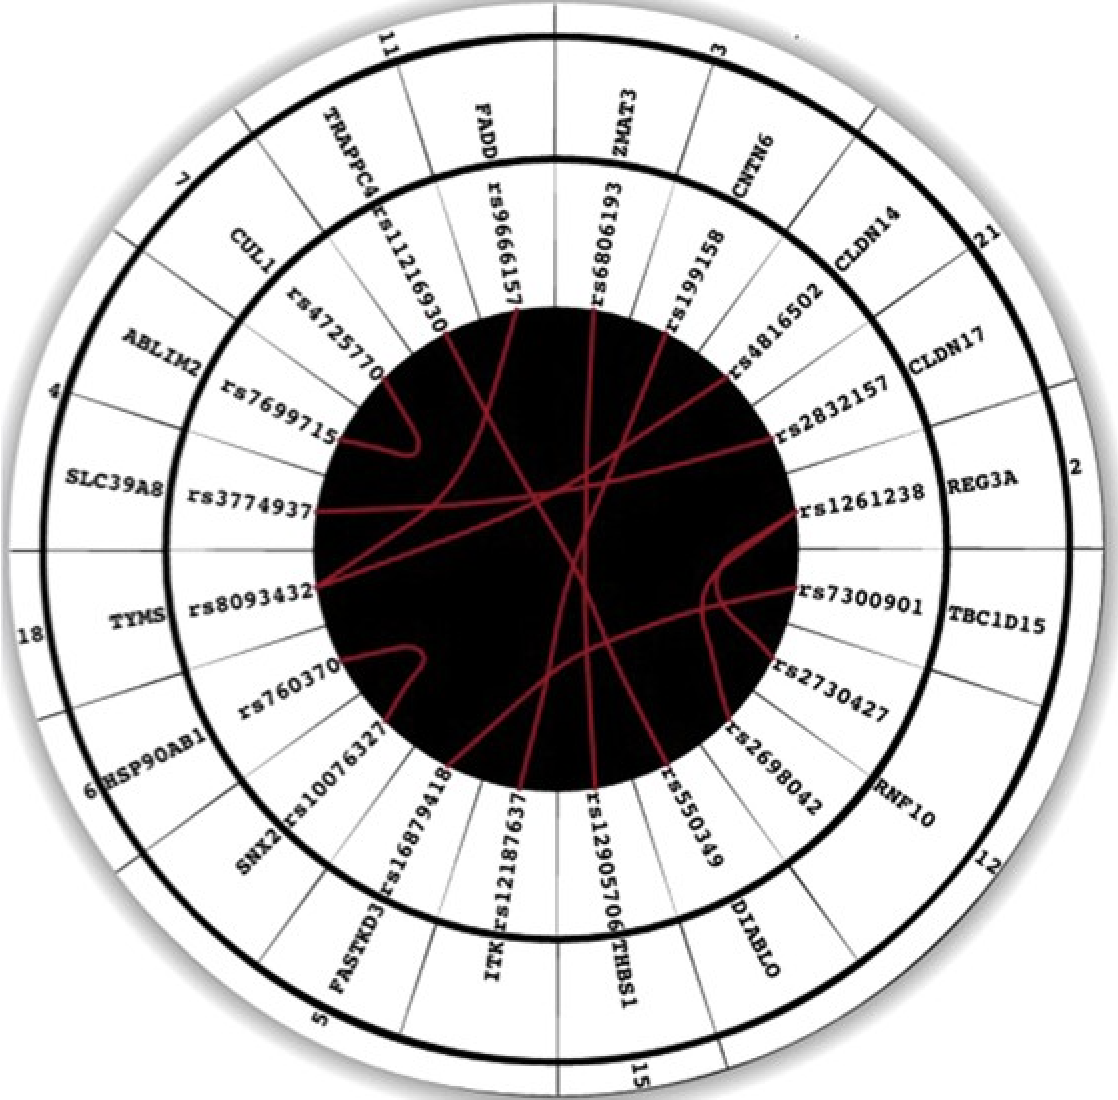 3
21
2
12
15
5
6
18
4
7
11
ZMAT3
CNTN6
CLDN14
CLDN17
REG3A
TBC1D15
RNF10
DIABLO
THBS1
ITK
FASTKD3
SNX2
HSP90AB1
TYMS
SLC39A8
ABLIM2
CUL1
TRAPPC4
FADD
rs6806193
rs199158
rs4816502
rs2832157
rs1261238
rs7300901
rs2730427
rs2698042
rs550349
rs12905706
rs12187637
rs16879418
rs10076327
rs760370
rs8093432
rs3774937
rs7699715
rs4725770
rs11216930
rs9666157